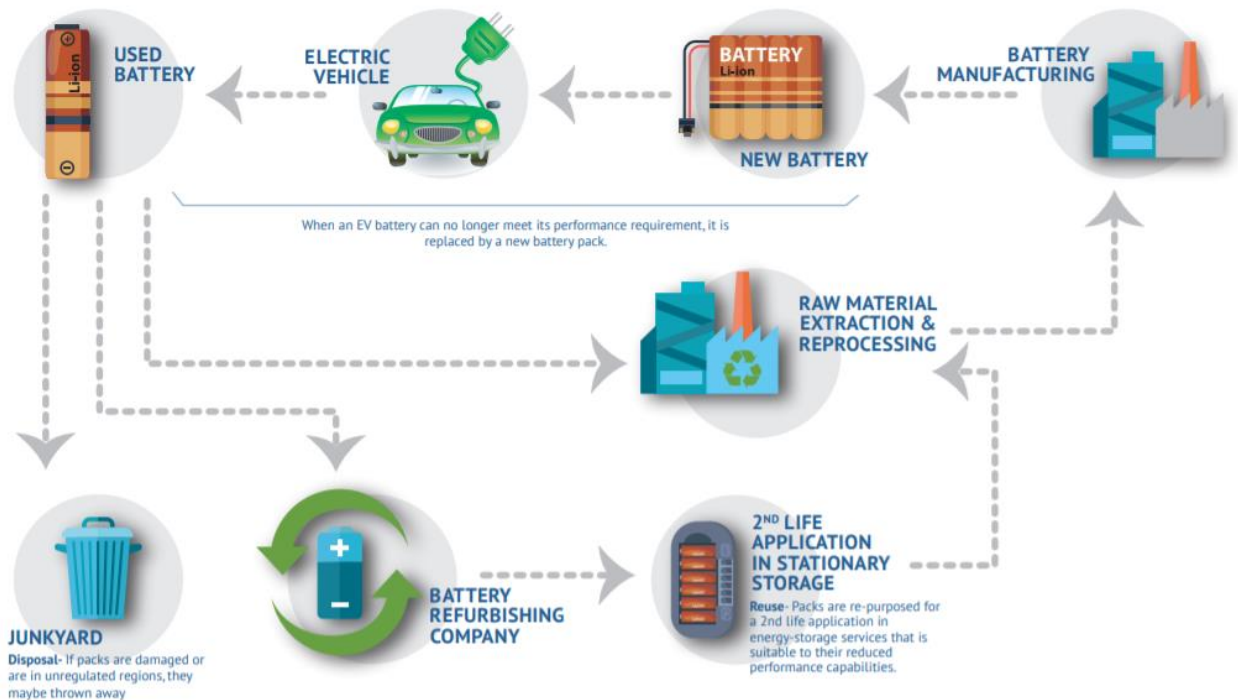 USED
BATTERY
Li-ion
ELECTRIC
VEHICLE
BATTERY
Li-ion
NEW BATTERY
BATTERY
MANUFACTURING
When an EV battery can no longer meet its performance requirement, it is
replaced by a new battery pack.
RAW MATERIAL
EXTRACTION &
REPROCESSING
JUNKYARD
Disposal- If packs are damaged or
are in unregulated regions, they
maybe thrown away
BATTERY
REFURBISHING
COMPANY
2ND LIFE
APPLICATION
IN STATIONARY
STORAGE
Reuse- Packs are re-purposed for
a 2nd life application in
energy-storage services that is
suitable to their reduced
performance capabilities.